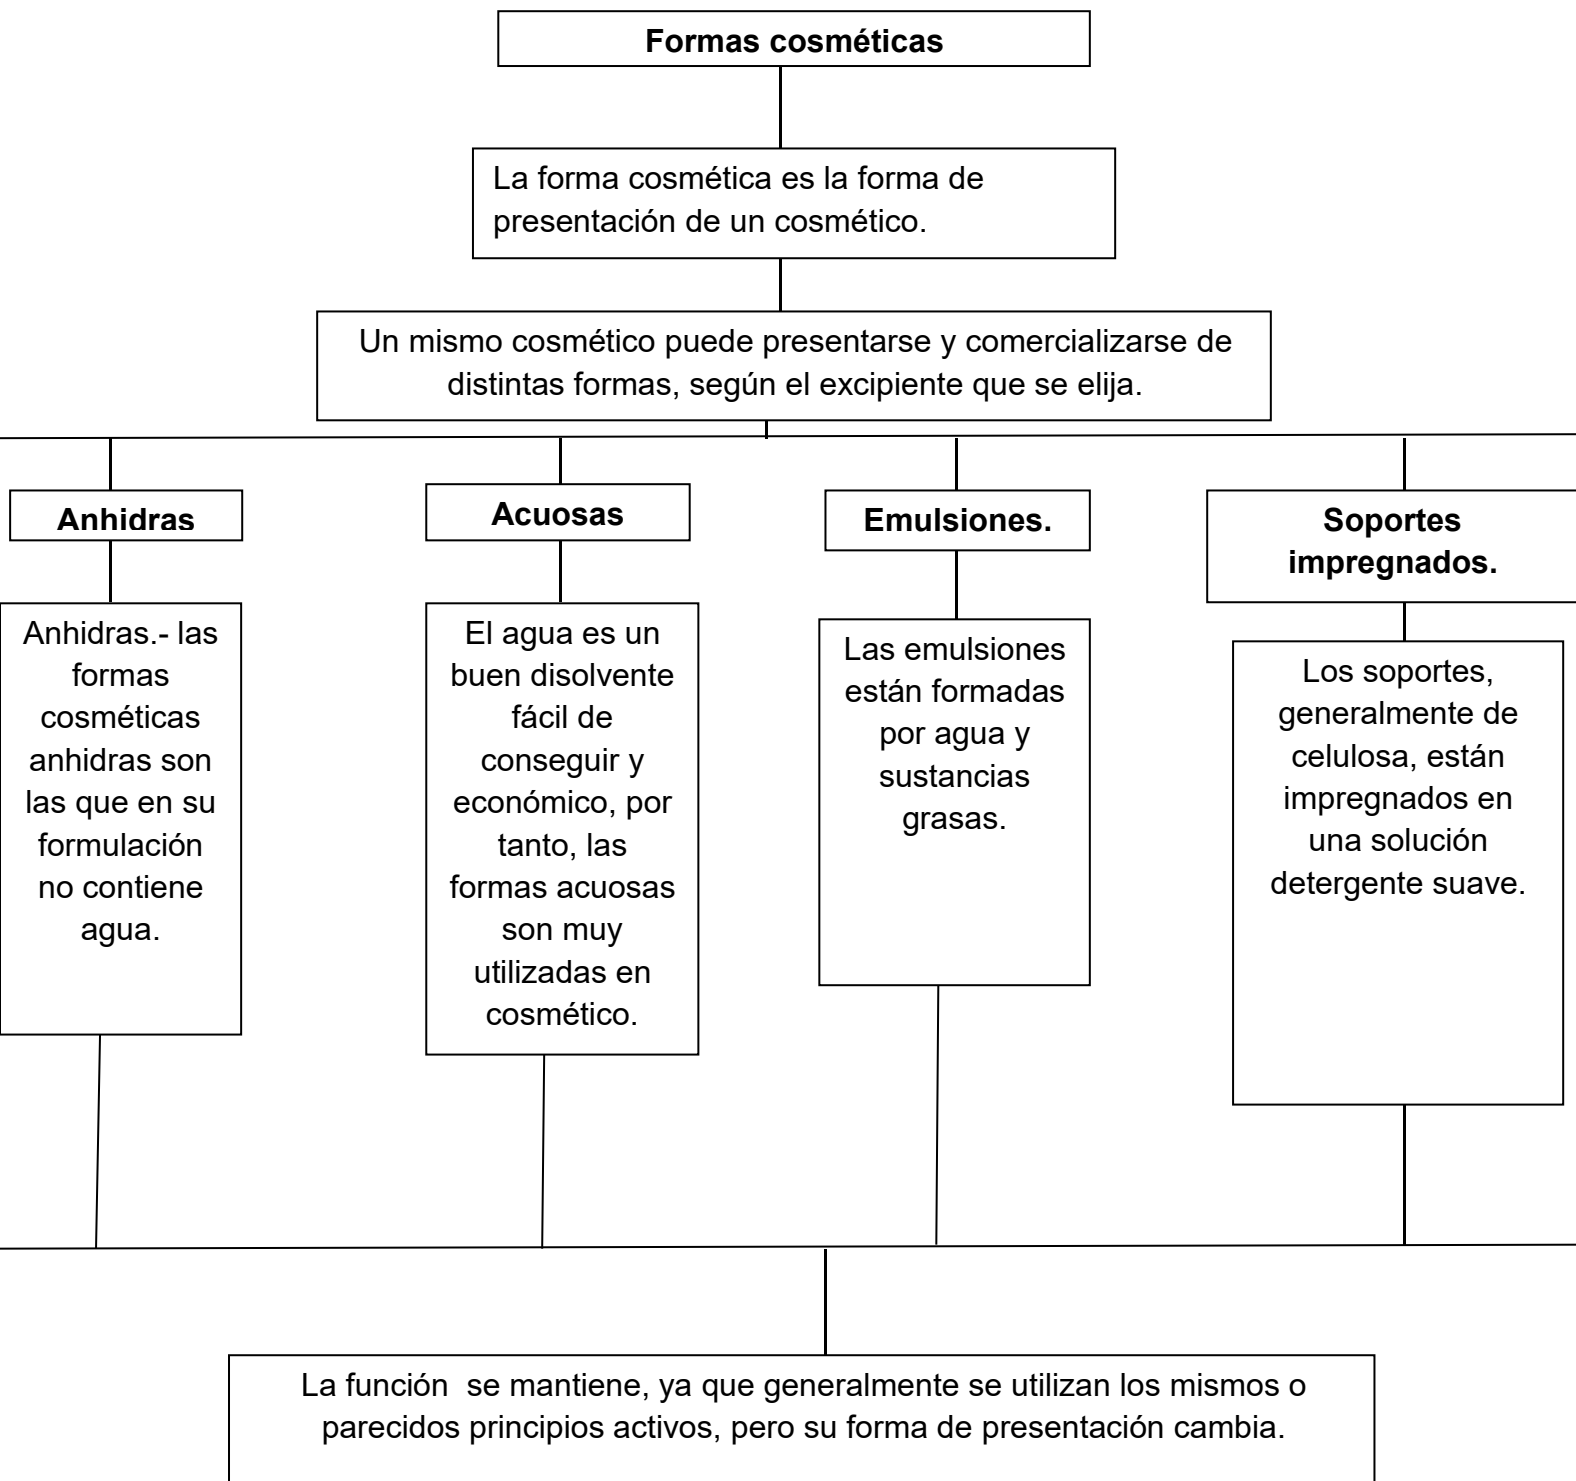 Formas cosméticas
La forma cosmética es la forma de
presentación de un cosmético.
Un mismo cosmético puede presentarse y comercializarse de
distintas formas, según el excipiente que se elija.
Anhidras
Anhidras.- las
formas
cosméticas
anhidras son
las que en su
formulación
no contiene
agua.
Acuosas
El agua es un
buen disolvente
fácil de
conseguir y
económico, por
tanto, las
formas acuosas
son muy
utilizadas en
cosmético.
Emulsiones.
Las emulsiones
están formadas
por agua y
sustancias
grasas.
Soportes
impregnados.
Los soportes,
generalmente de
celulosa, están
impregnados en
una solución
detergente suave.
La función  se mantiene, ya que generalmente se utilizan los mismos o
parecidos principios activos, pero su forma de presentación cambia.